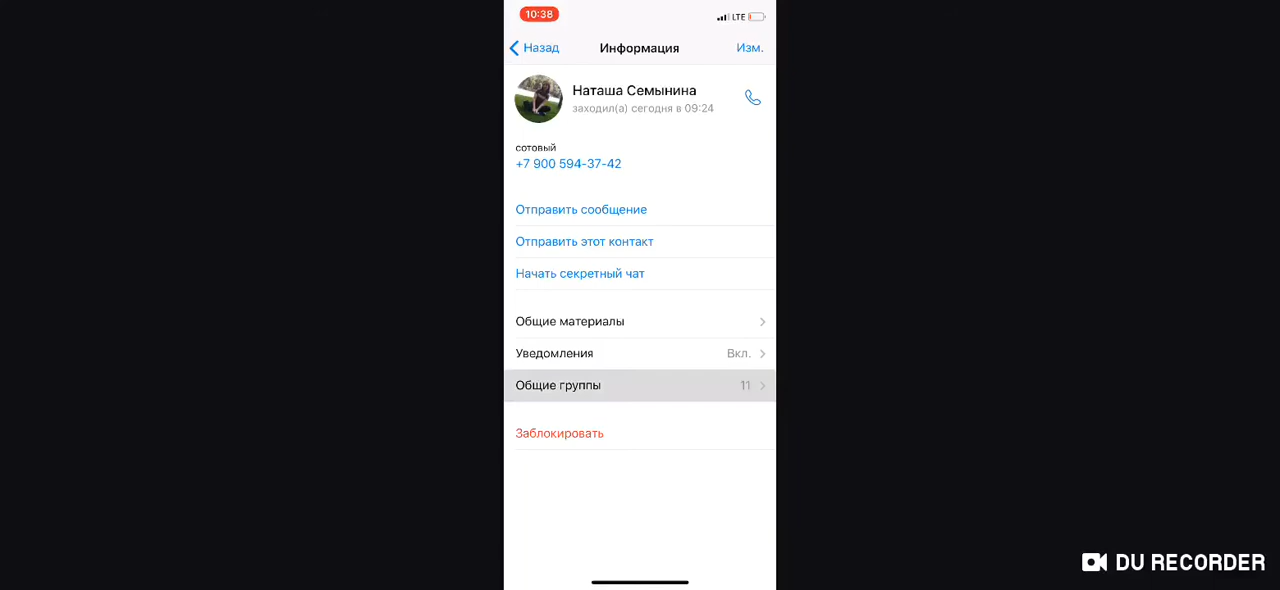 10:38
LTE
Назад
Информация
Изм.
Наташа Семынина
заходил(а) сегодня в 09:24
сотовый
+7 900 594-37-42
Отправить сообщение
Отправить этот контакт
Начать секретный чат
Общие материалы
Уведомления Вкл.
Общие группы 11
Заблокировать
DU RECORDER